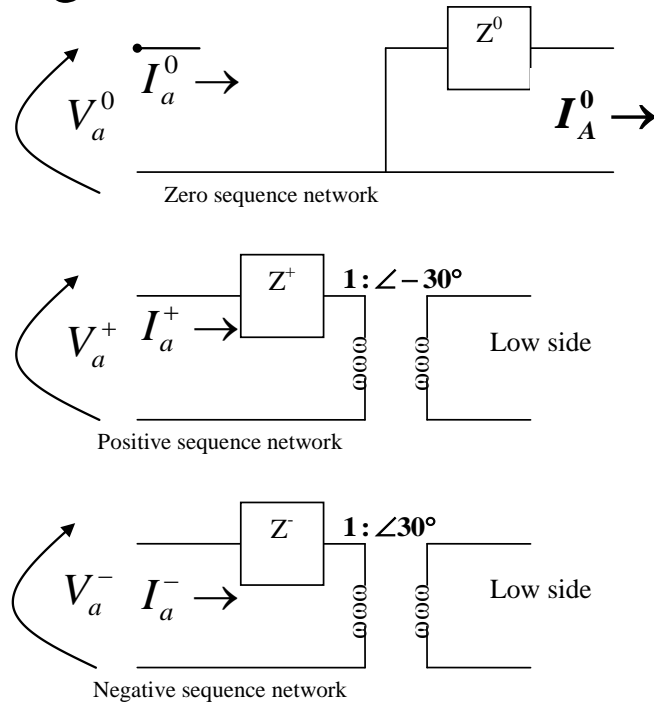 Z⁰
I_a^0 →
V_a^0
I_A^0 →
Zero sequence network
Z⁺
1:∠−30°
V_a^+
I_a^+ →
Low side
Positive sequence network
Z⁻
1:∠30°
V_a^-
I_a^- →
Low side
Negative sequence network